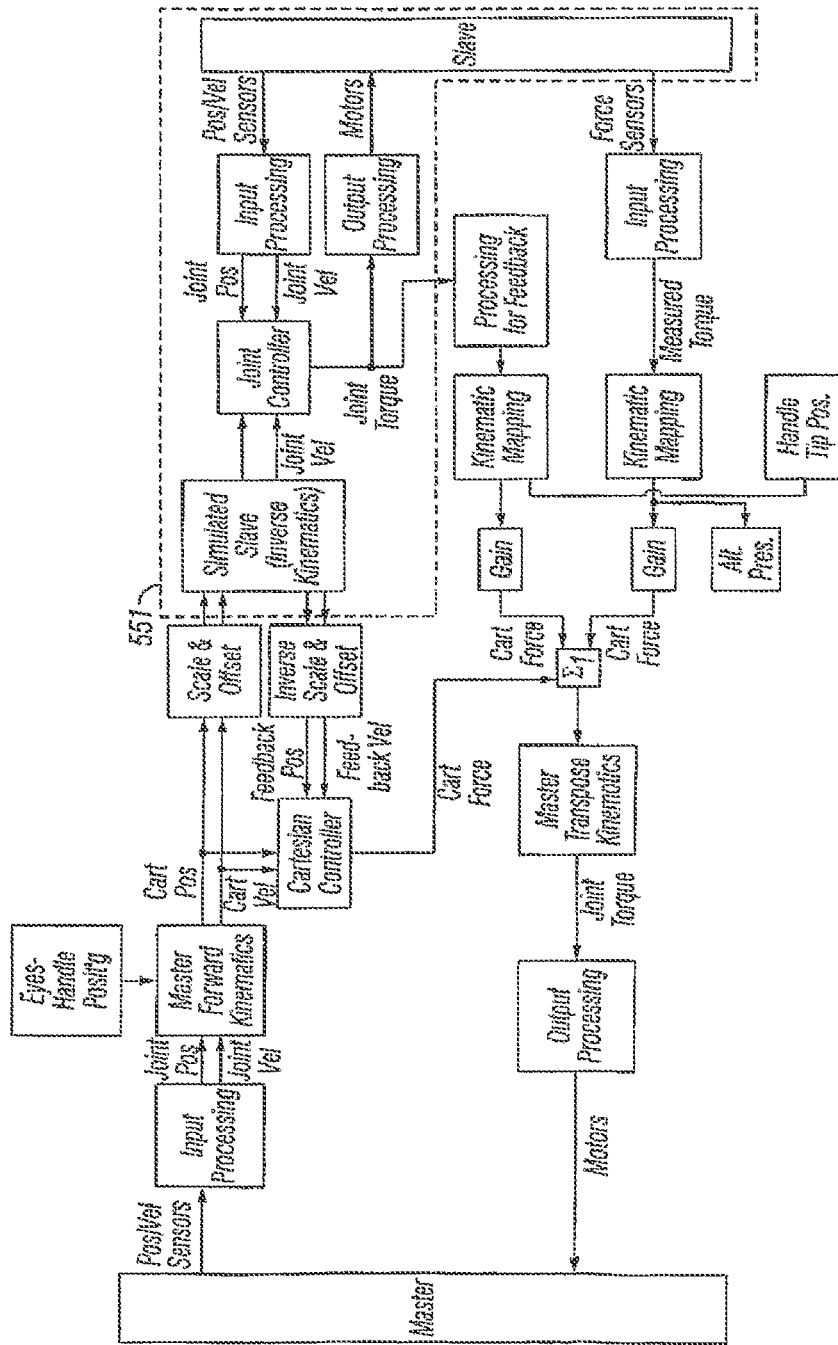 Master
Pos/Vel
Sensors
Input
Processing
Joint
Pos
Joint
Vel
Eyes-
Handle
Posit'g
Master
Forward
Kinematics
Cart
Pos
Cart
Vel
Cartesian
Controller
Feedback
Pos
Feed-
back Vel
Scale &
Offset
Inverse
Scale &
Offset
551
Simulated
Slave
(Inverse
Kinematics)
Joint
Vel
Joint
Controller
Joint
Pos
Joint
Vel
Input
Processing
Pos/Vel
Sensors
Joint
Torque
Output
Processing
Motors
Slave
Force
Sensors
Input
Processing
Measured
Torque
Processing
for Feedback
Kinematic
Mapping
Kinematic
Mapping
Handle
Tip Pos.
Gain
Gain
Alt.
Pres.
Cart
Force
Cart
Force
Cart
Force
Σ1
Master
Transpose
Kinematics
Joint
Torque
Output
Processing
Motors